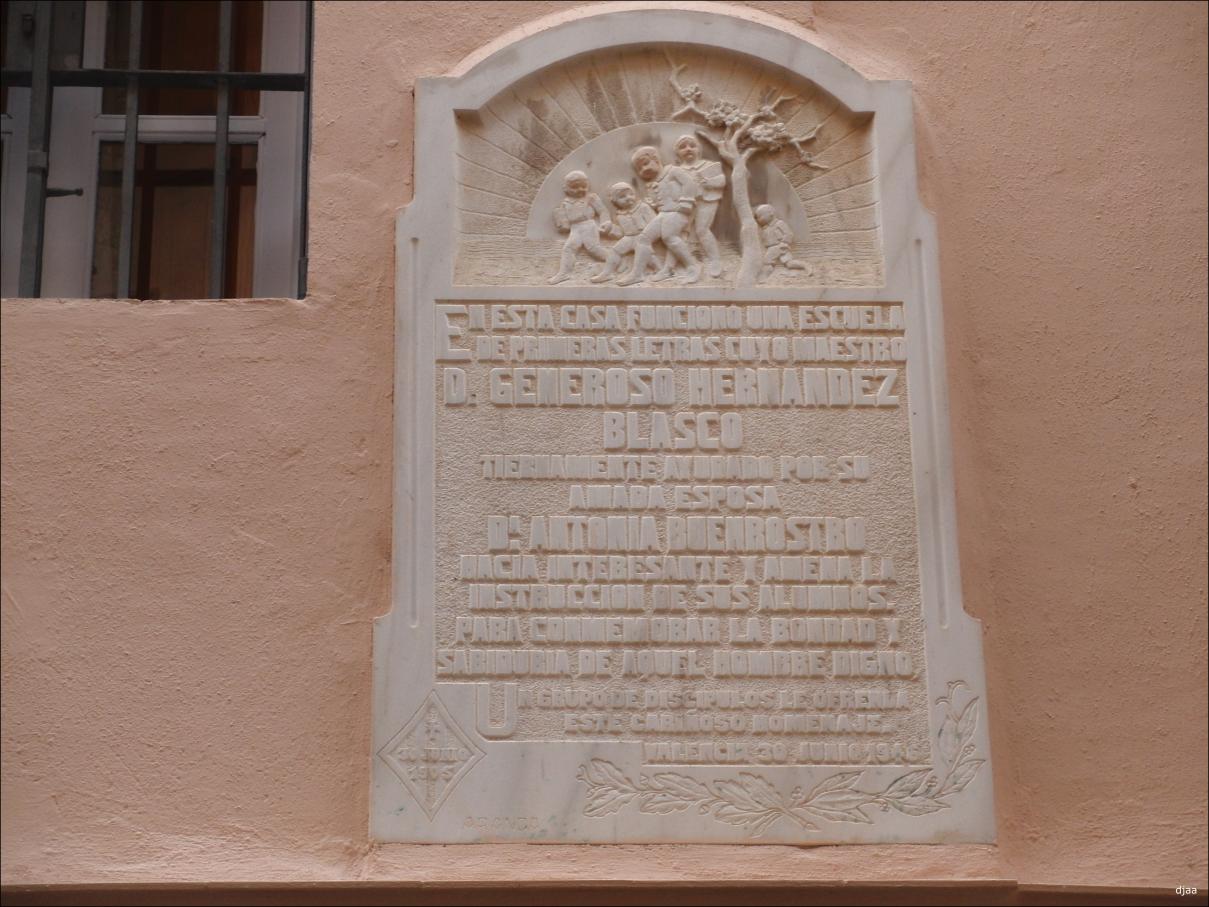 EN ESTA CASA FUNCIONO UNA ESCUELA
DE PRIMERAS LETRAS CUYO MAESTRO
D. GENEROSO HERNANDEZ
BLASCO
TIERNAMENTE AYUDADO POR SU
AMADA ESPOSA
Dª ANTONIA BUENROSTRO
HACIA INTERESANTE Y AMENA LA
INSTRUCCION DE SUS ALUMNOS.
PARA CONMEMORAR LA BONDAD Y
SABIDURIA DE AQUEL HOMBRE DIGNO
UN GRUPO DE DISCIPULOS LE OFRENDA
ESTE CARIÑOSO HOMENAJE.
VALENCIA 30 JUNIO
JUNIO
1905
djaa